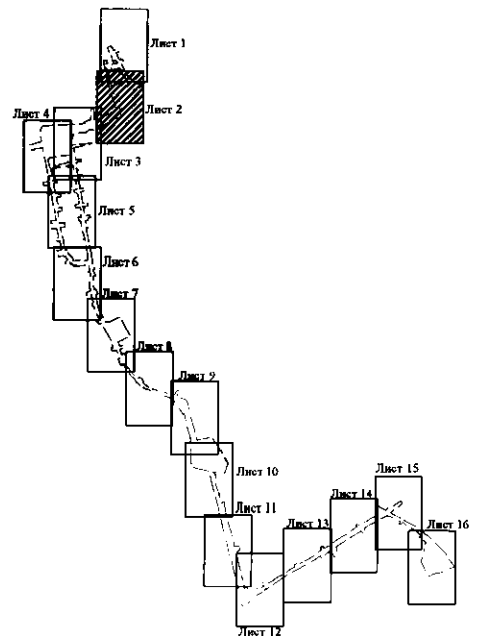 Лист 1
Лист 2
Лист 4
Лист 3
Лист 5
Лист 6
Лист 7
Лист 8
Лист 9
Лист 10
Лист 11
Лист 12
Лист 13
Лист 14
Лист 15
Лист 16